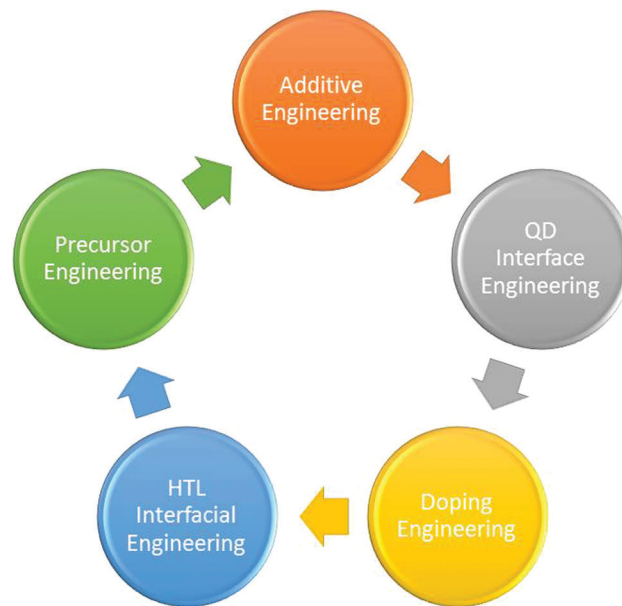 Additive
Engineering
QD
Interface
Engineering
Doping
Engineering
HTL
Interfacial
Engineering
Precursor
Engineering